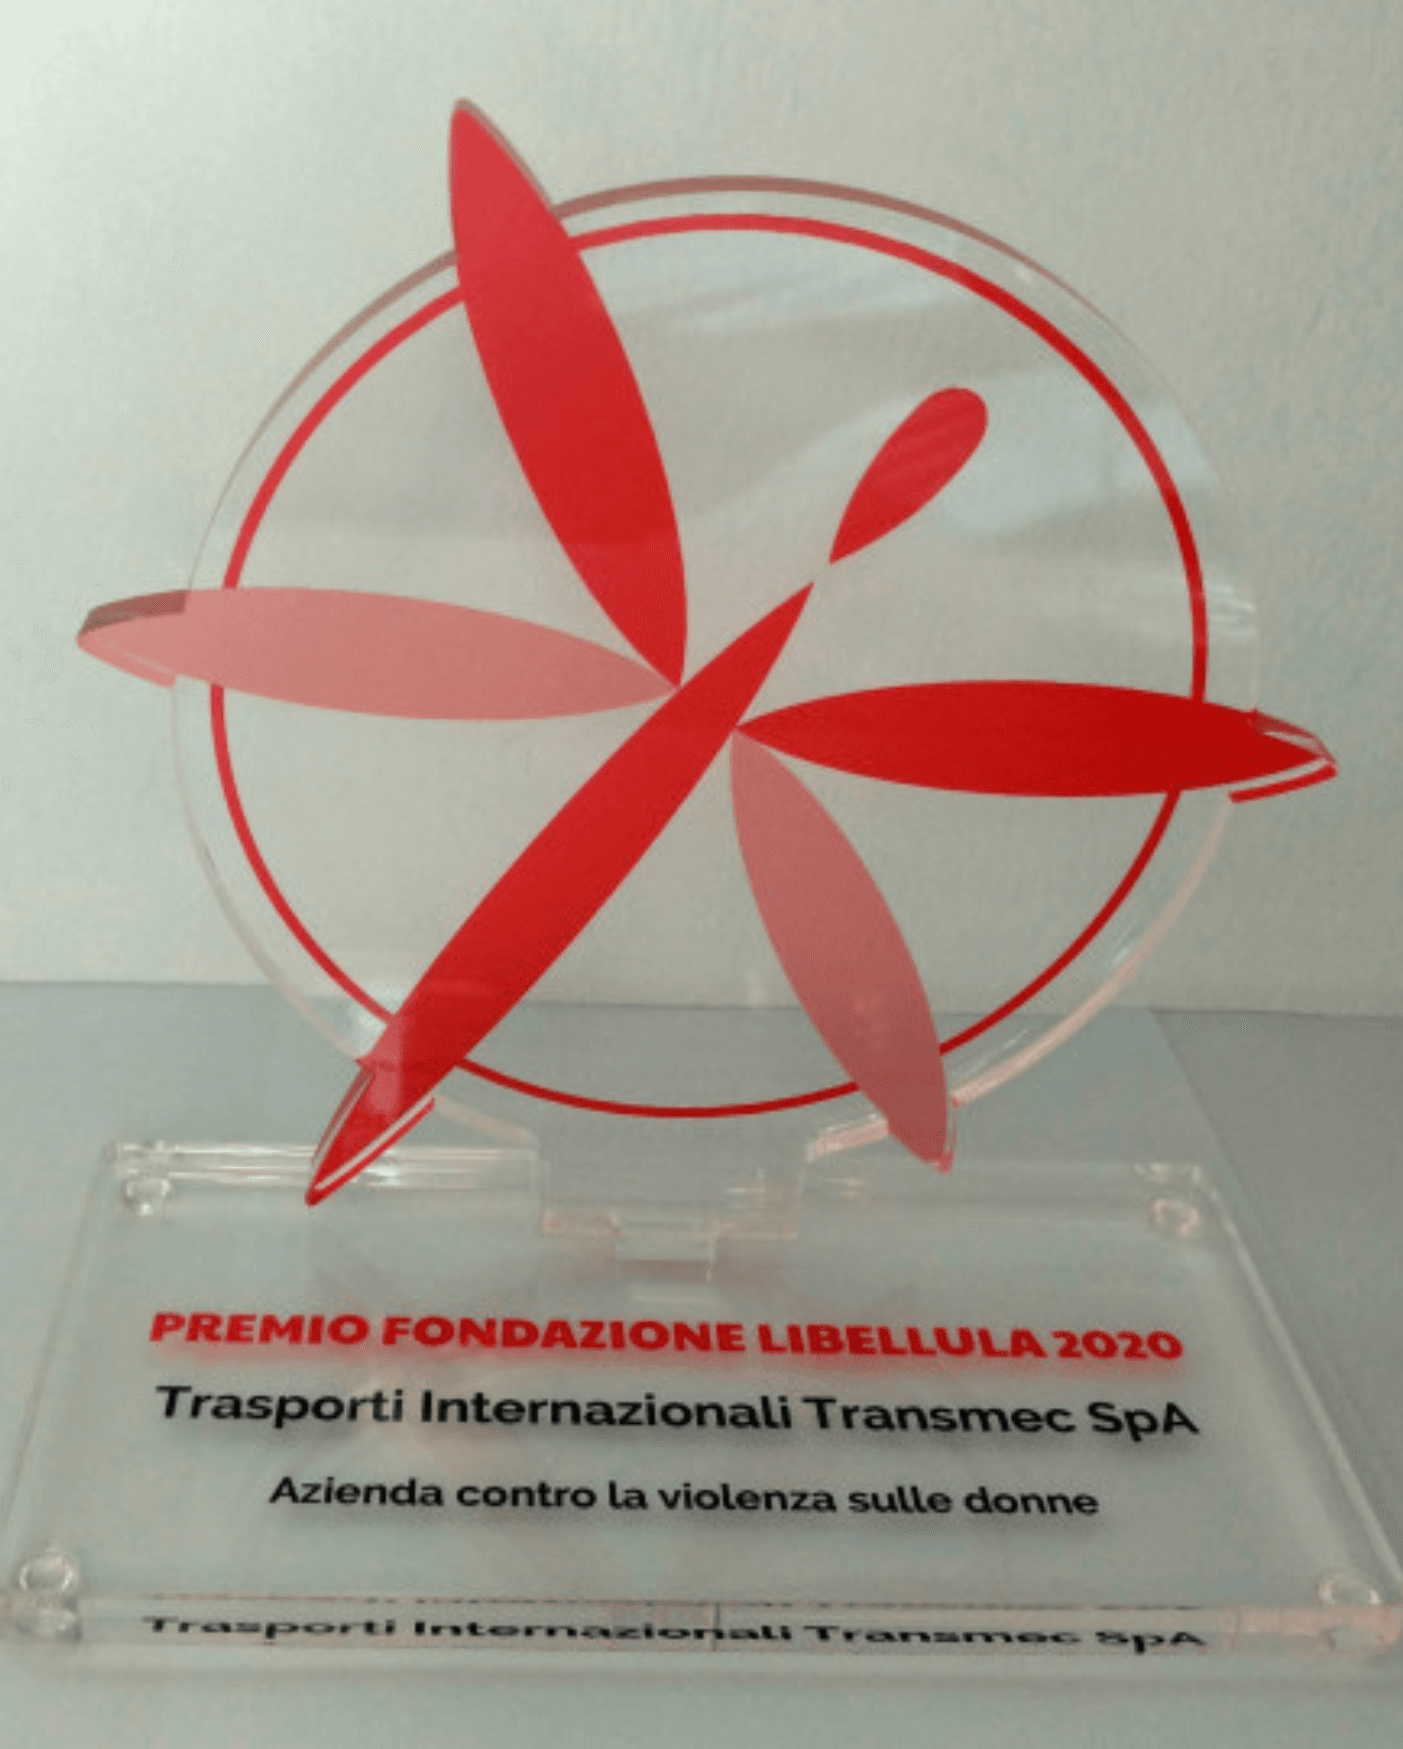 PREMIO FONDAZIONE LIBELLULA 2020
Trasporti Internazionali Transmec SpA
Azienda contro la violenza sulle donne
Trasporti Internazionali Transmec SpA